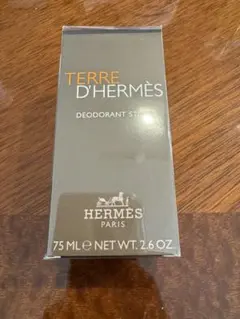 TERRE
D'HERMÈS
DEODORANT
HERMÈS
PARIS
75 ML ℮ NET WT. 2.6 OZ.